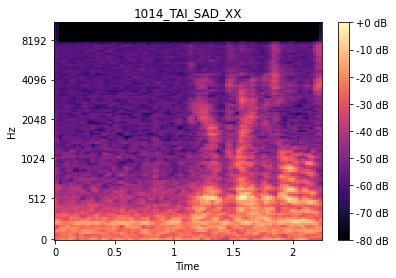 1014_TAI_SAD_XX
8192
4096
2048
1024
512
0
Hz
0
0.5
1
1.5
2
Time
+0 dB
-10 dB
-20 dB
-30 dB
-40 dB
-50 dB
-60 dB
-70 dB
-80 dB